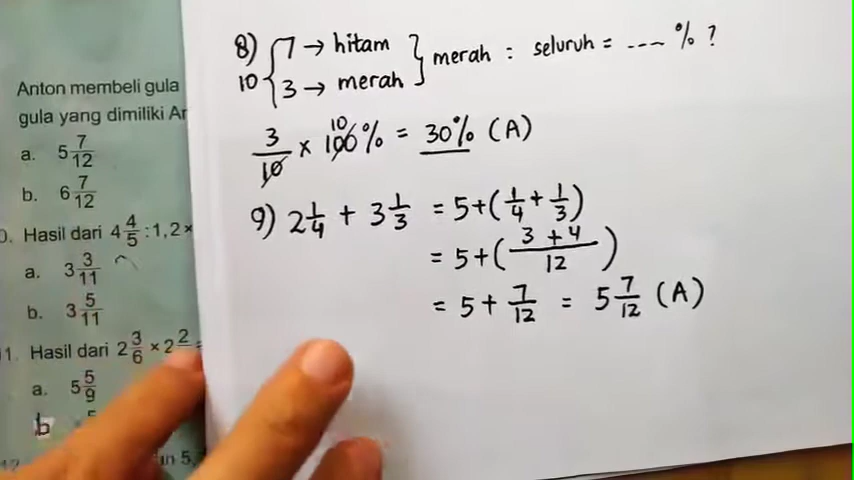 8) 7 → hitam } merah : seluruh = ---- % ?
10 { 3 → merah
3/10 x 100% = 30% (A)
10
9) 2 1/4 + 3 1/3 = 5+(1/4 + 1/3)
= 5+(3 + 4/12)
= 5 + 7/12 = 5 7/12 (A)
Anton membeli gula
gula yang dimiliki
a. 5 7/12
b. 6 7/12
Hasil dari 4 4/5 : 1,2 ×
a. 3 3/11
b. 3 5/11
1. Hasil dari 2 3/6 × 2
a. 5 5/9
b